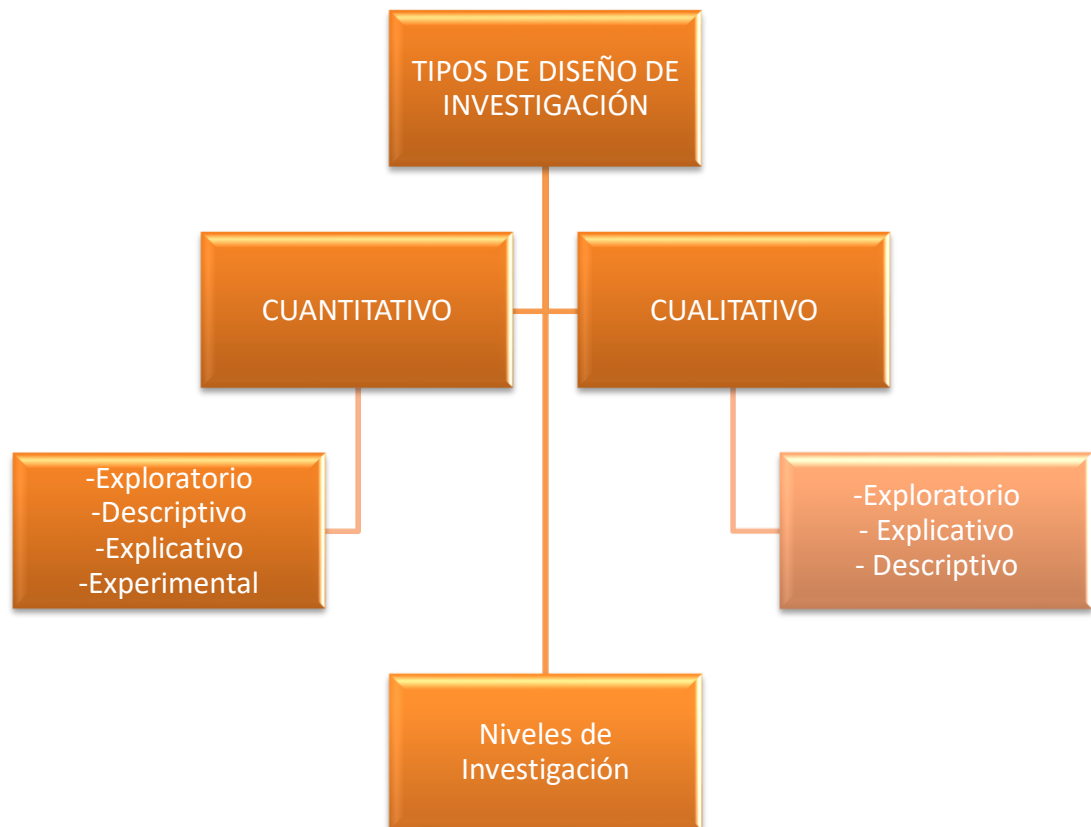 TIPOS DE DISEÑO DE
INVESTIGACIÓN
CUANTITATIVO
CUALITATIVO
-Exploratorio
-Descriptivo
-Explicativo
-Experimental
-Exploratorio
- Explicativo
- Descriptivo
Niveles de
Investigación